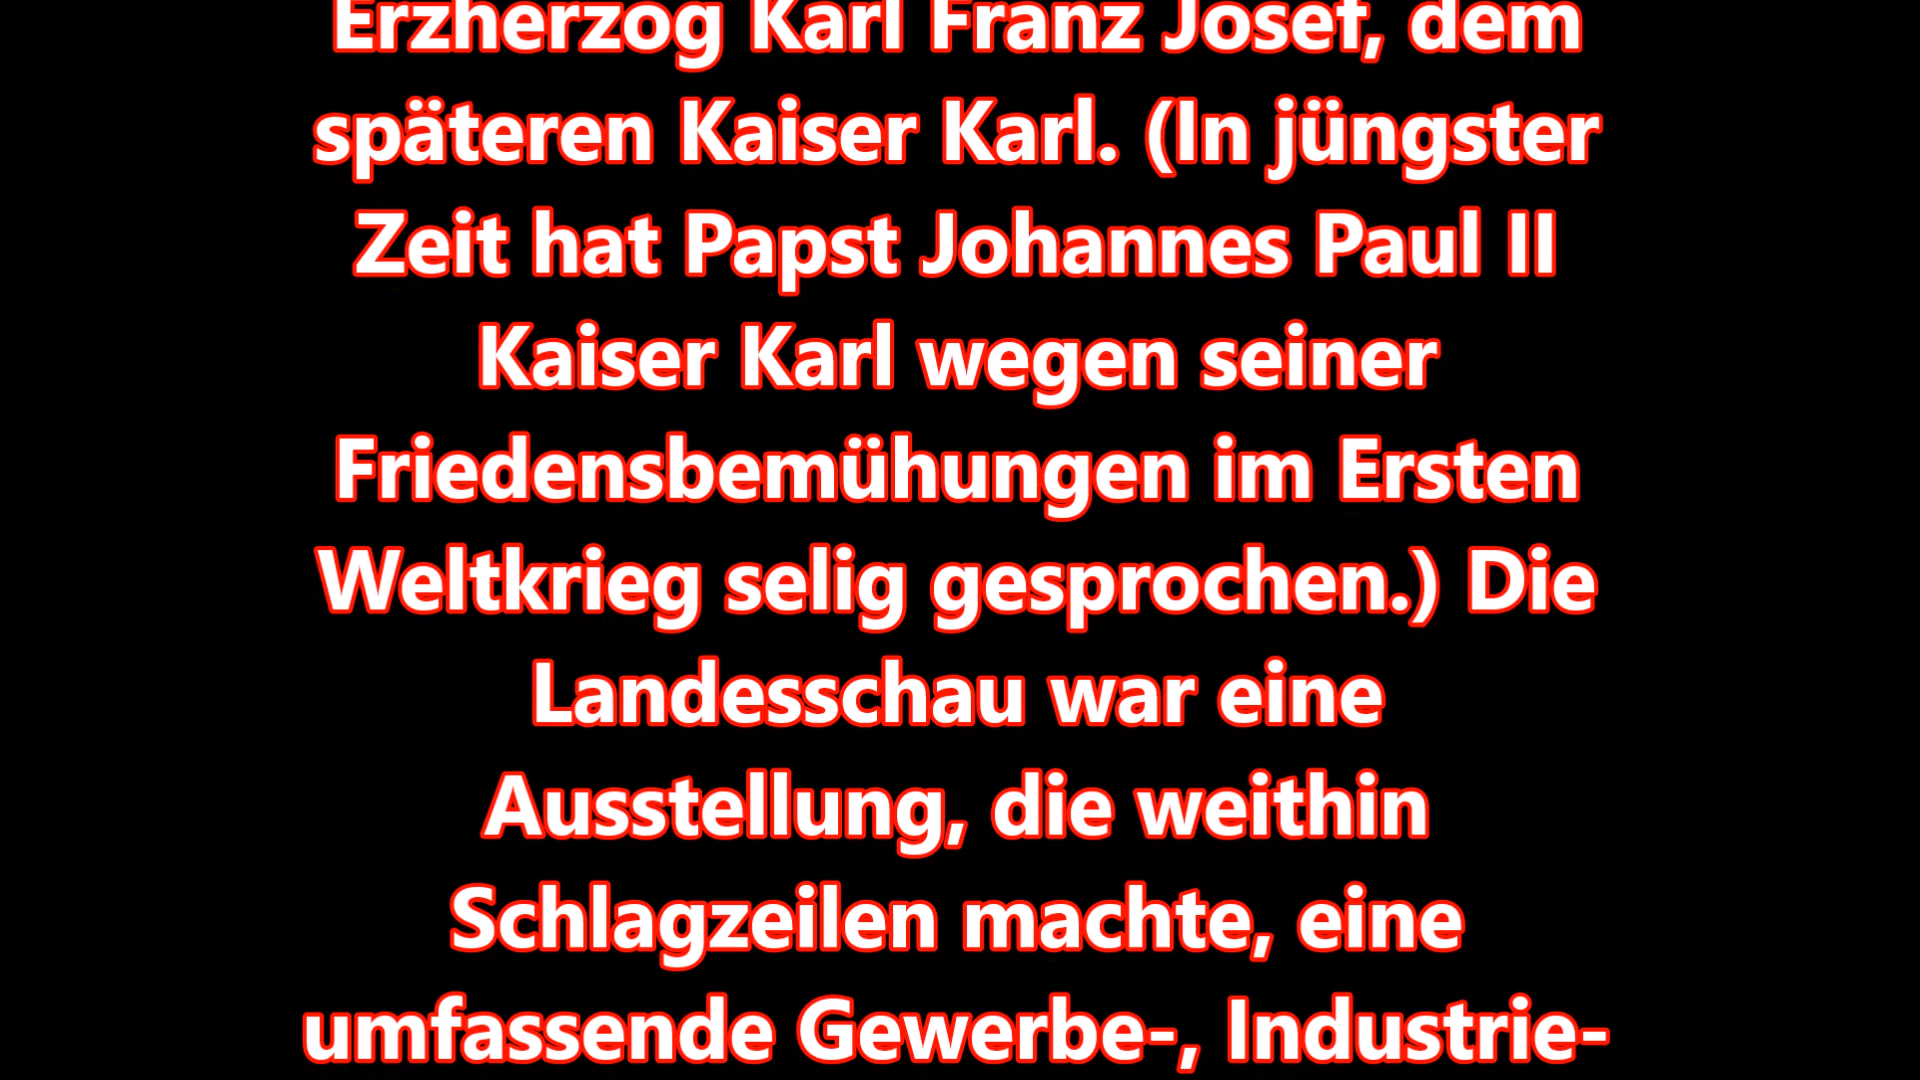 Erzherzog Karl Franz Josef, dem
späteren Kaiser Karl. (In jüngster
Zeit hat Papst Johannes Paul II
Kaiser Karl wegen seiner
Friedensbemühungen im Ersten
Weltkrieg selig gesprochen.) Die
Landesschau war eine
Ausstellung, die weithin
Schlagzeilen machte, eine
umfassende Gewerbe-, Industrie-